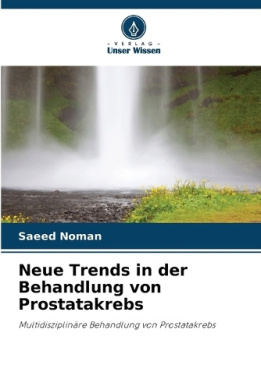 VERLAG
Unser Wissen
Saeed Noman
Neue Trends in der
Behandlung von
Prostatakrebs
Multidisziplinäre Behandlung von Prostatakrebs